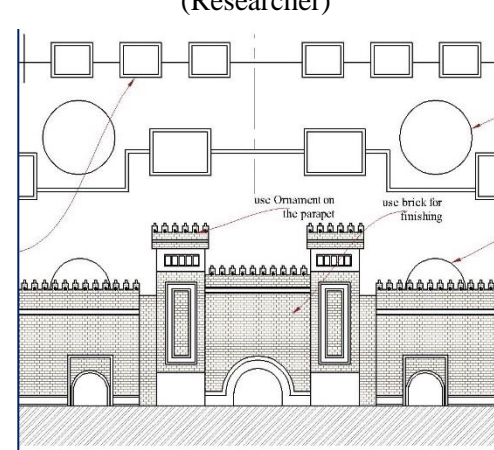 (Researcher)
use Ornament on
the parapet
use brick for
finishing